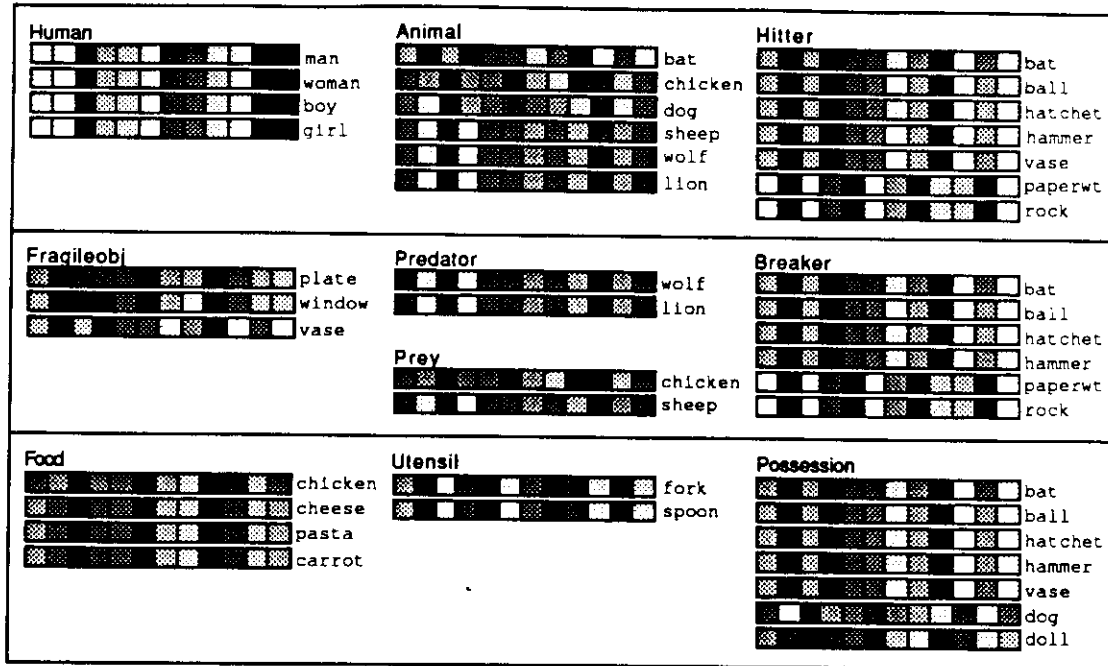 Human
man
woman
boy
girl
Animal
bat
chicken
dog
sheep
wolf
lion
Hitter
bat
ball
hatchet
hammer
vase
paperwt
rock
Fragileobj
plate
window
vase
Predator
wolf
lion
Prey
chicken
sheep
Breaker
bat
ball
hatchet
hammer
paperwt
rock
Food
chicken
cheese
pasta
carrot
Utensil
fork
spoon
Possession
bat
ball
hatchet
hammer
vase
dog
doll